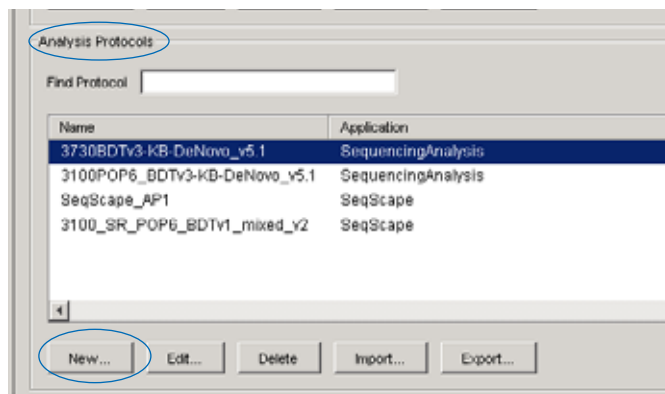 Analysis Protocols
Find Protocol
Name Application
3730BDTv3-KB-DeNovo_v5.1 SequencingAnalysis
3100POP6_BDTv3-KB-DeNovo_v5.1 SequencingAnalysis
SeqScape_AP1 SeqScape
3100_SR_POP6_BDTv1_mixed_v2 SeqScape
New... Edit... Delete Import... Export...